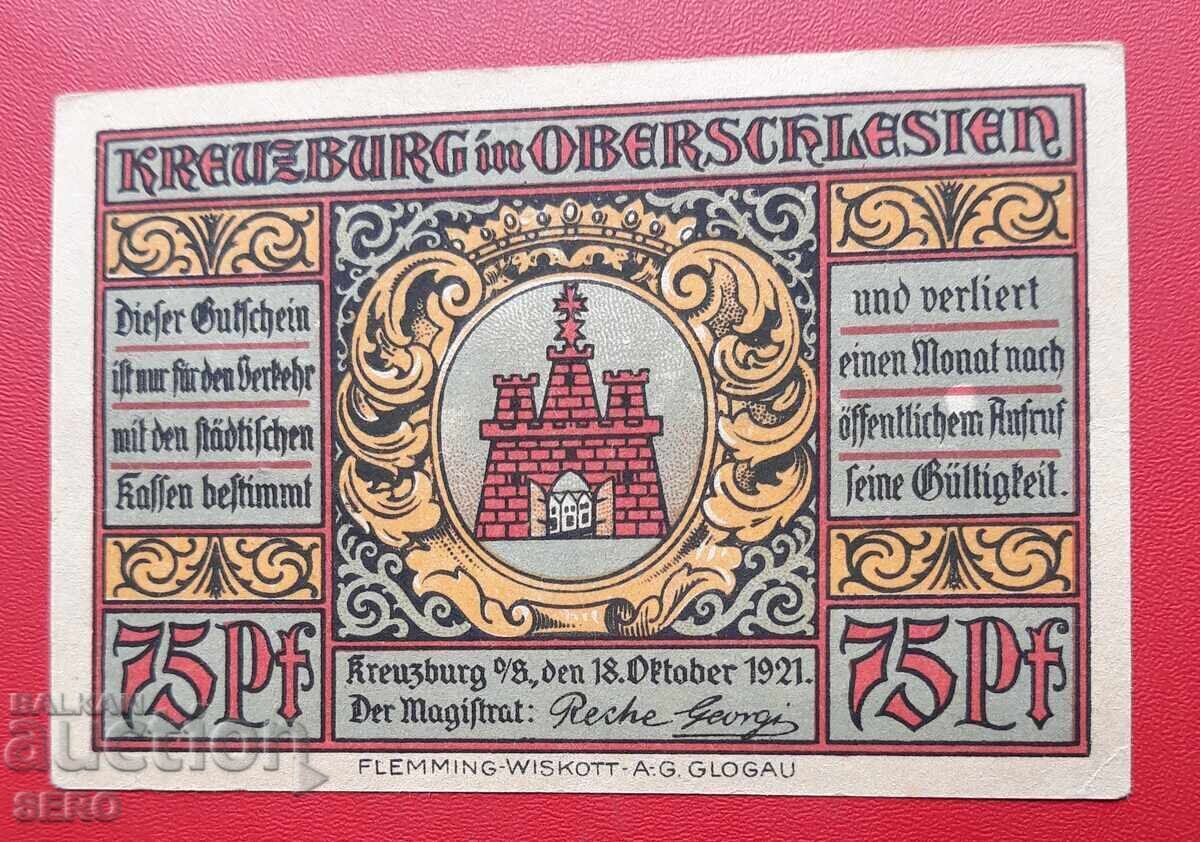 KREUZBURG in OBERSCHLESIEN
Dieser Gutschein
ist nur für den Verkehr
mit den städtischen
Kassen bestimmt
und verliert
einen Monat nach
öffentlichem Aufruf
seine Gültigkeit.
75 Pf
75 Pf
Kreuzburg O/S., den 18. Oktober 1921.
Der Magistrat: Reche Georgi
FLEMMING-WISKOTT-A.-G. GLOGAU
BALKAN
auction
SERO